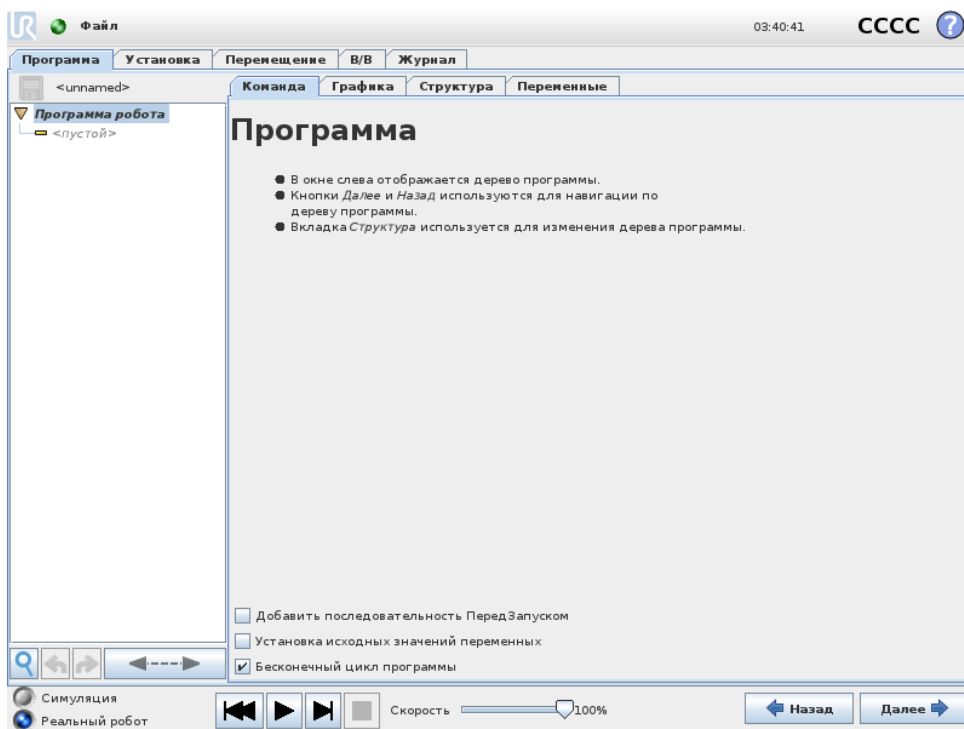 UR Файл 03:40:41 CCCC ?
Программа Установка Перемещение В/В Журнал
<unnamed> Команда Графика Структура Переменные
Программа робота
<пустой>
Программа
В окне слева отображается дерево программы.
Кнопки Далее и Назад используются для навигации по
дереву программы.
Вкладка Структура используется для изменения дерева программы.
Добавить последовательность ПередЗапуском
Установка исходных значений переменных
Бесконечный цикл программы
Симуляция
Реальный робот
Скорость 100%
Назад Далее